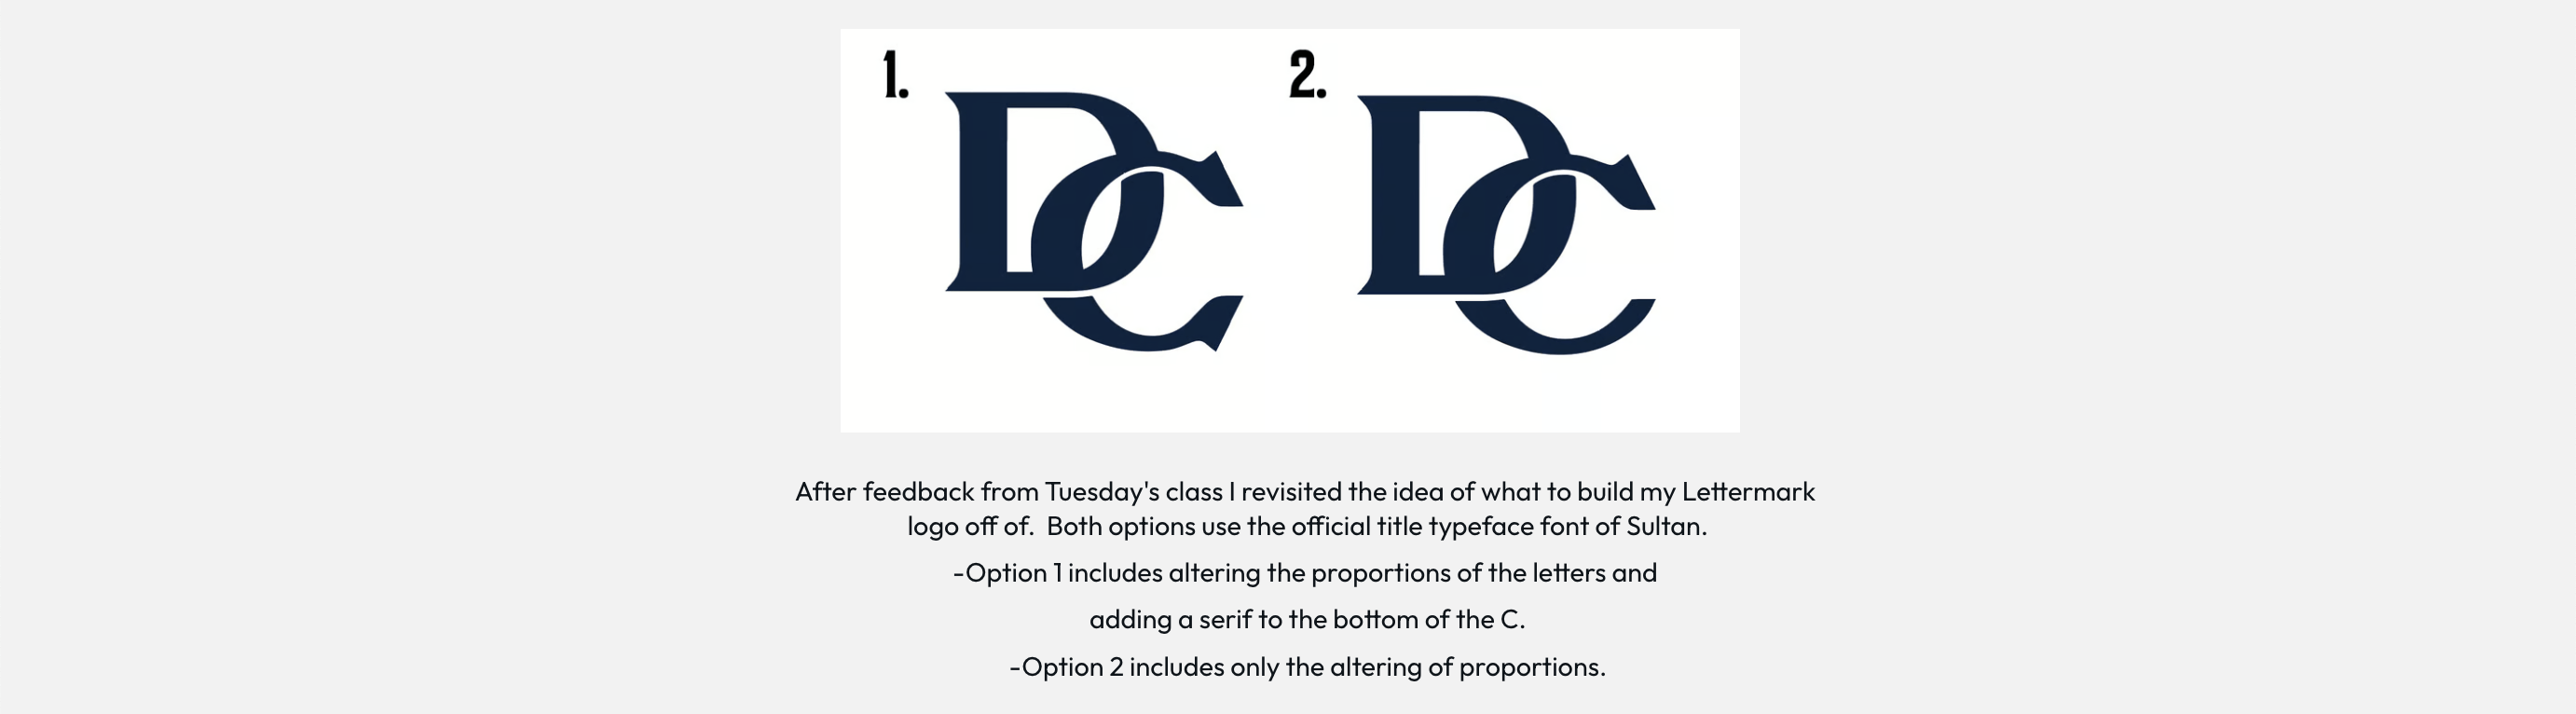 1. DC 2. DC
After feedback from Tuesday's class I revisited the idea of what to build my Lettermark
logo off of.  Both options use the official title typeface font of Sultan.
-Option 1 includes altering the proportions of the letters and
adding a serif to the bottom of the C.
-Option 2 includes only the altering of proportions.